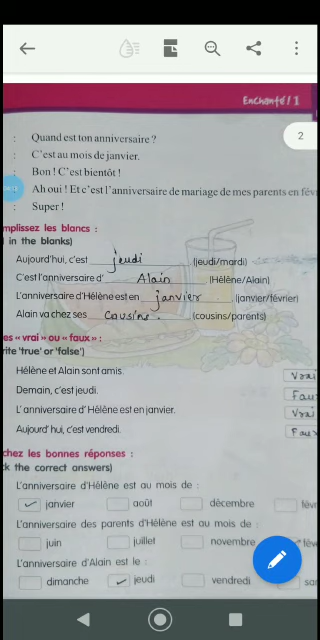 Enchanté! 1
2
: Quand est ton anniversaire ?
: C'est au mois de janvier.
: Bon ! C'est bientôt !
: Ah oui ! Et c'est l'anniversaire de mariage de mes parents en fév
: Super !
mplissez les blancs :
l in the blanks)
Aujourd'hui, c'est jeudi (jeudi/mardi)
C'est l'anniversaire d' Alain (Hélène/Alain)
L'anniversaire d'Hélène est en janvier (janvier/février)
Alain va chez ses cousins. (cousins/parents)
es « vrai » ou « faux » :
rite 'true' or 'false')
Hélène et Alain sont amis. Vrai
Demain, c'est jeudi. Fau
L' anniversaire d' Hélène est en janvier. Vrai
Aujourd' hui, c'est vendredi. Faux
chez les bonnes réponses :
k the correct answers)
L'anniversaire d'Hélène est au mois de :
janvier août décembre févr
L'anniversaire des parents d'Hélène est au mois de :
juin juillet novembre fév
L'anniversaire d'Alain est le :
dimanche jeudi vendredi sa